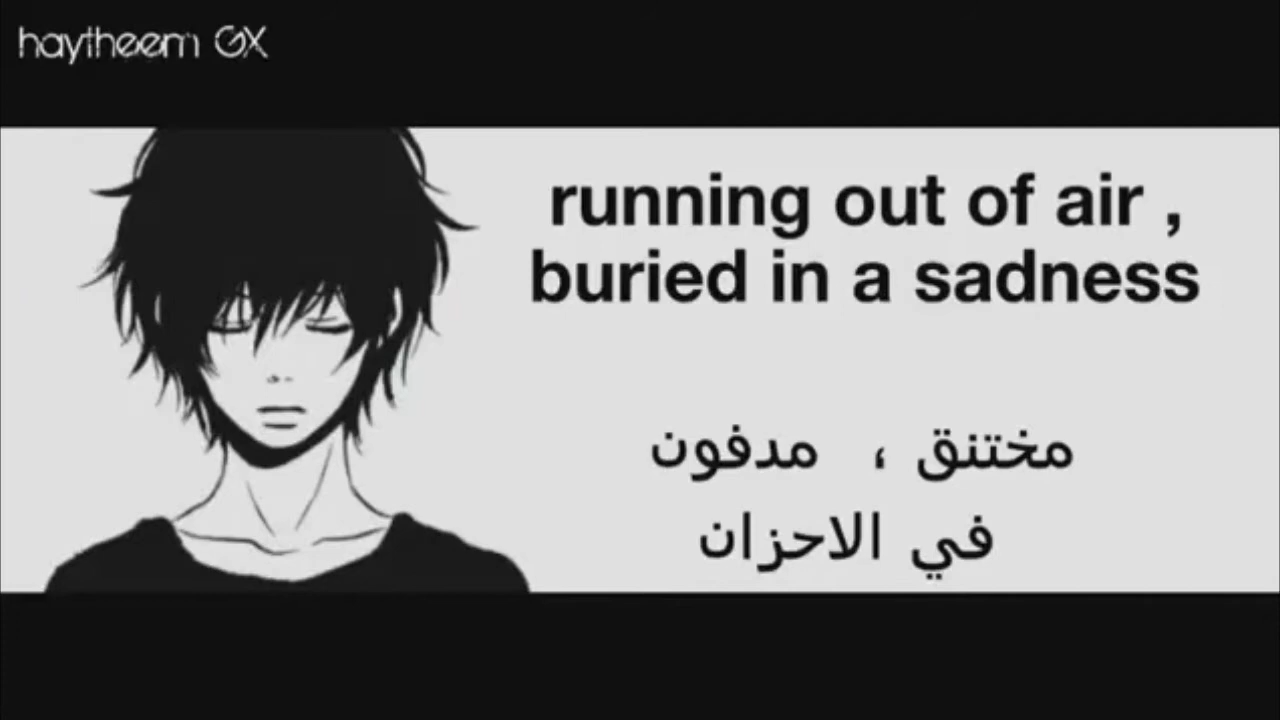 haytheem GX
running out of air ,
buried in a sadness
مختنق ، مدفون
في الاحزان